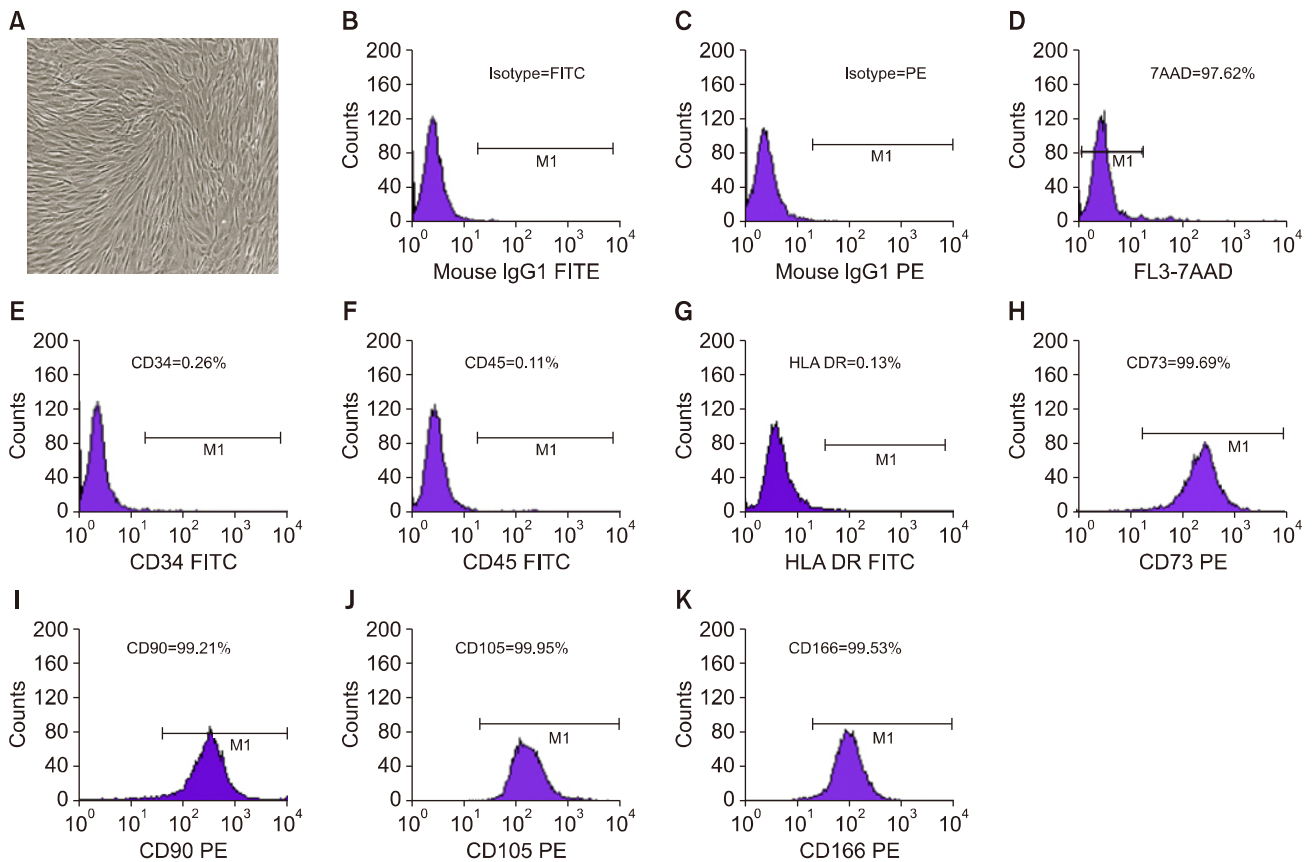 A
B
200
160
120
80
40
0
Counts
Isotype=FITC
M1
10^0 10^1 10^2 10^3 10^4
Mouse IgG1 FITE
C
200
160
120
80
40
0
Counts
Isotype=PE
M1
10^0 10^1 10^2 10^3 10^4
Mouse IgG1 PE
D
200
160
120
80
40
0
Counts
7AAD=97.62%
M1
10^0 10^1 10^2 10^3 10^4
FL3-7AAD
E
200
160
120
80
40
0
Counts
CD34=0.26%
M1
10^0 10^1 10^2 10^3 10^4
CD34 FITC
F
200
160
120
80
40
0
Counts
CD45=0.11%
M1
10^0 10^1 10^2 10^3 10^4
CD45 FITC
G
200
160
120
80
40
0
Counts
HLA DR=0.13%
M1
10^0 10^1 10^2 10^3 10^4
HLA DR FITC
H
200
160
120
80
40
0
Counts
CD73=99.69%
M1
10^0 10^1 10^2 10^3 10^4
CD73 PE
I
200
160
120
80
40
0
Counts
CD90=99.21%
M1
10^0 10^1 10^2 10^3 10^4
CD90 PE
J
200
160
120
80
40
0
Counts
CD105=99.95%
M1
10^0 10^1 10^2 10^3 10^4
CD105 PE
K
200
160
120
80
40
0
Counts
CD166=99.53%
M1
10^0 10^1 10^2 10^3 10^4
CD166 PE